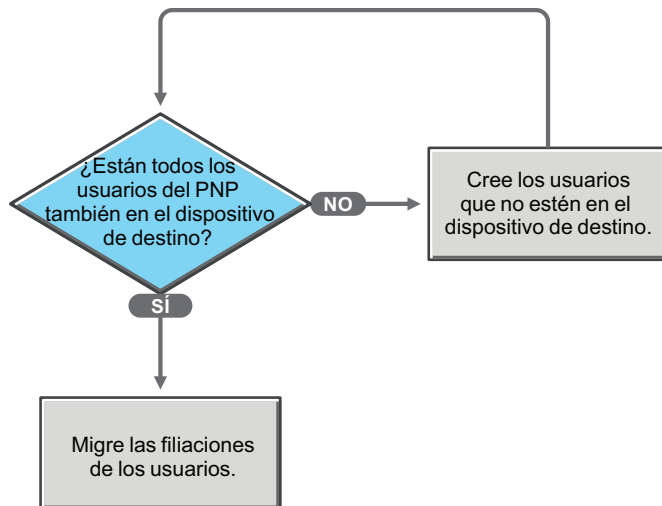 ¿Están todos los
usuarios del PNP
también en el dispositivo
de destino?
NO
Cree los usuarios
que no estén en el
dispositivo de destino.
SÍ
Migre las filiaciones
de los usuarios.